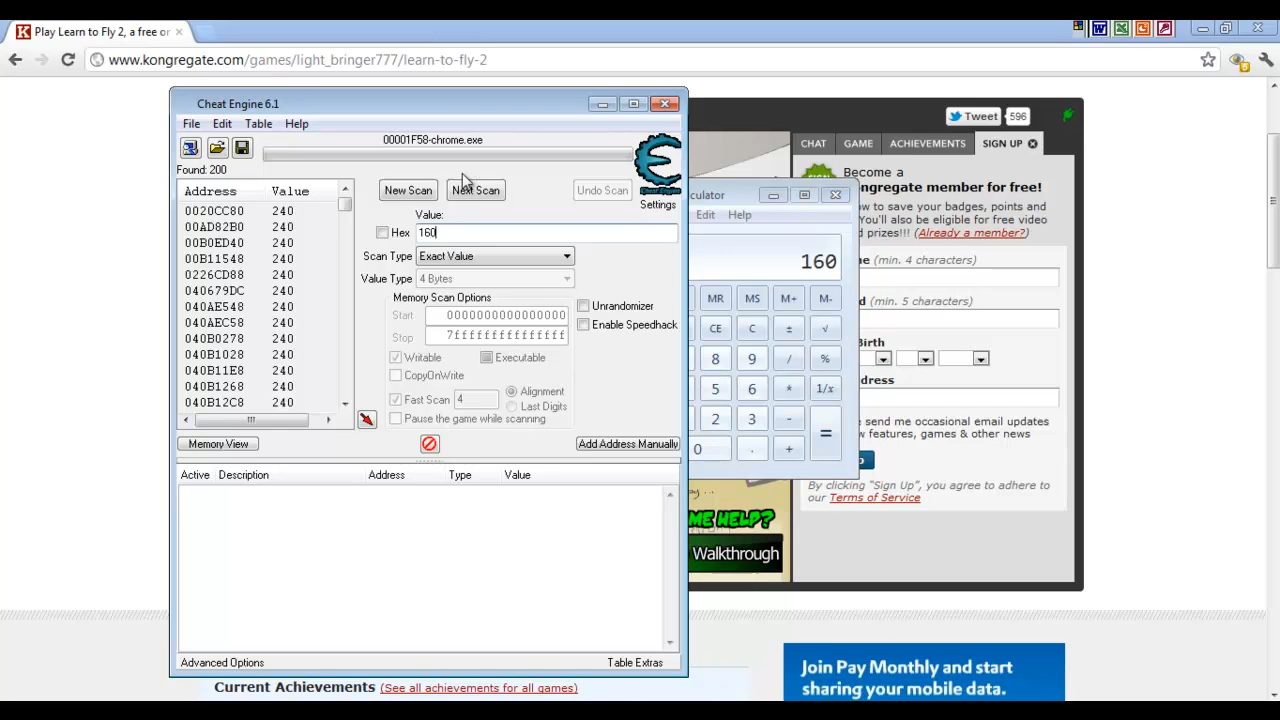 Play Learn to Fly 2, a free or
www.kongregate.com/games/light_bringer777/learn-to-fly-2
Cheat Engine 6.1
File Edit Table Help
00001F58-chrome.exe
Found: 200
Address Value
0020CC80 240
00AD82B0 240
00B0ED40 240
00B11548 240
0226CD88 240
040679DC 240
040AE548 240
040AEC58 240
040B0278 240
040B1028 240
040B11E8 240
040B1268 240
040B12C8 240
New Scan Next Scan Undo Scan
Cheat Engine
Settings
Value:
Hex 160
Scan Type Exact Value
Value Type 4 Bytes
Memory Scan Options
Start 0000000000000000
Stop 7fffffffffffffff
Writable Executable
CopyOnWrite
Fast Scan 4 Alignment
Last Digits
Pause the game while scanning
Unrandomizer
Enable Speedhack
Memory View Add Address Manually
Active Description Address Type Value
Advanced Options Table Extras
culator
Edit Help
160
MR MS M+ M-
CE C ± √
8 9 / %
5 6 * 1/x
2 3 - =
0 . +
Tweet 596
CHAT GAME ACHIEVEMENTS SIGN UP
Become a
ongregate member for free!
how to save your badges, points and
You'll also be eligible for free video
d prizes!! (Already a member?)
e (min. 4 characters)
d (min. 5 characters)
Birth
dress
e send me occasional email updates
w features, games & other news
p
By clicking "Sign Up", you agree to adhere to
our Terms of Service
ME HELP?
Walkthrough
Current Achievements (See all achievements for all games)
Join Pay Monthly and start
sharing your mobile data.